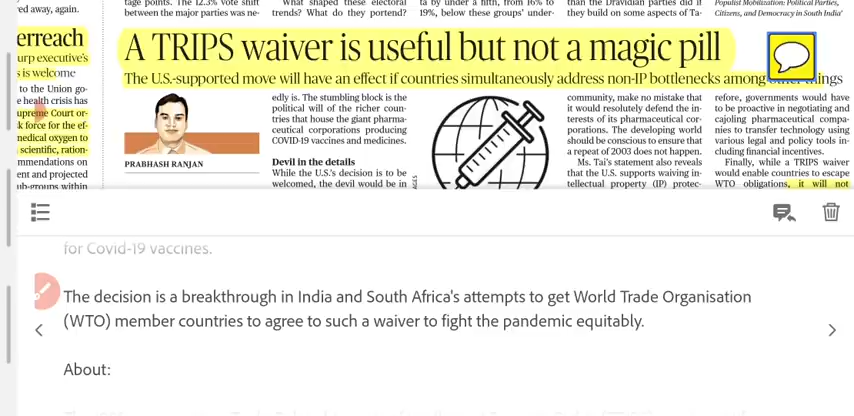 red away, again.
tage points. The 12.3% vote shift
between the major parties was ne-
What shaped these electoral
trends? What do they portend?
ta by under a fifth, from 16% to
19%, below these groups' under-
than the Dravidian parties did if
they build on some aspects of Ta-
Populist Mobilization: Political Parties,
Citizens, and Democracy in South India'
erreach
urp executive's
s is welcome
to the Union go-
e health crisis has
upreme Court or-
sk force for the ef-
medical oxygen to
scientific, ration-
mmendations on
ent and projected
ub-groups within
A TRIPS waiver is useful but not a magic pill
The U.S.-supported move will have an effect if countries simultaneously address non-IP bottlenecks among other things
PRABHASH RANJAN
edly is. The stumbling block is the
political will of the richer coun-
tries that house the giant pharma-
ceutical corporations producing
COVID-19 vaccines and medicines.
Devil in the details
While the U.S.'s decision is to be
welcomed, the devil would be in
AGES
community, make no mistake that
it would resolutely defend the in-
terests of its pharmaceutical cor-
porations. The developing world
should be conscious to ensure that
a repeat of 2003 does not happen.
Ms. Tai's statement also reveals
that the U.S. supports waiving in-
tellectual property (IP) protec-
refore, governments would have
to be proactive in negotiating and
cajoling pharmaceutical compa-
nies to transfer technology using
various legal and policy tools in-
cluding financial incentives.
Finally, while a TRIPS waiver
would enable countries to escape
WTO obligations, it will not
for Covid-19 vaccines.
The decision is a breakthrough in India and South Africa's attempts to get World Trade Organisation
(WTO) member countries to agree to such a waiver to fight the pandemic equitably.
About: